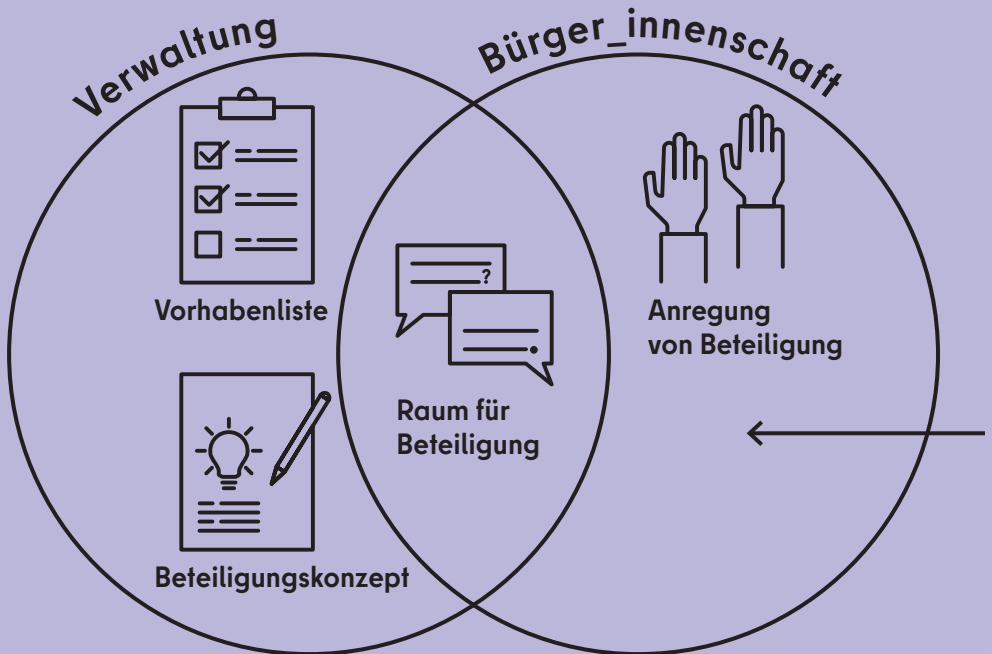 Verwaltung
Bürger_innenschaft
Vorhabenliste
?
Anregung
von Beteiligung
Raum für
Beteiligung
Beteiligungskonzept